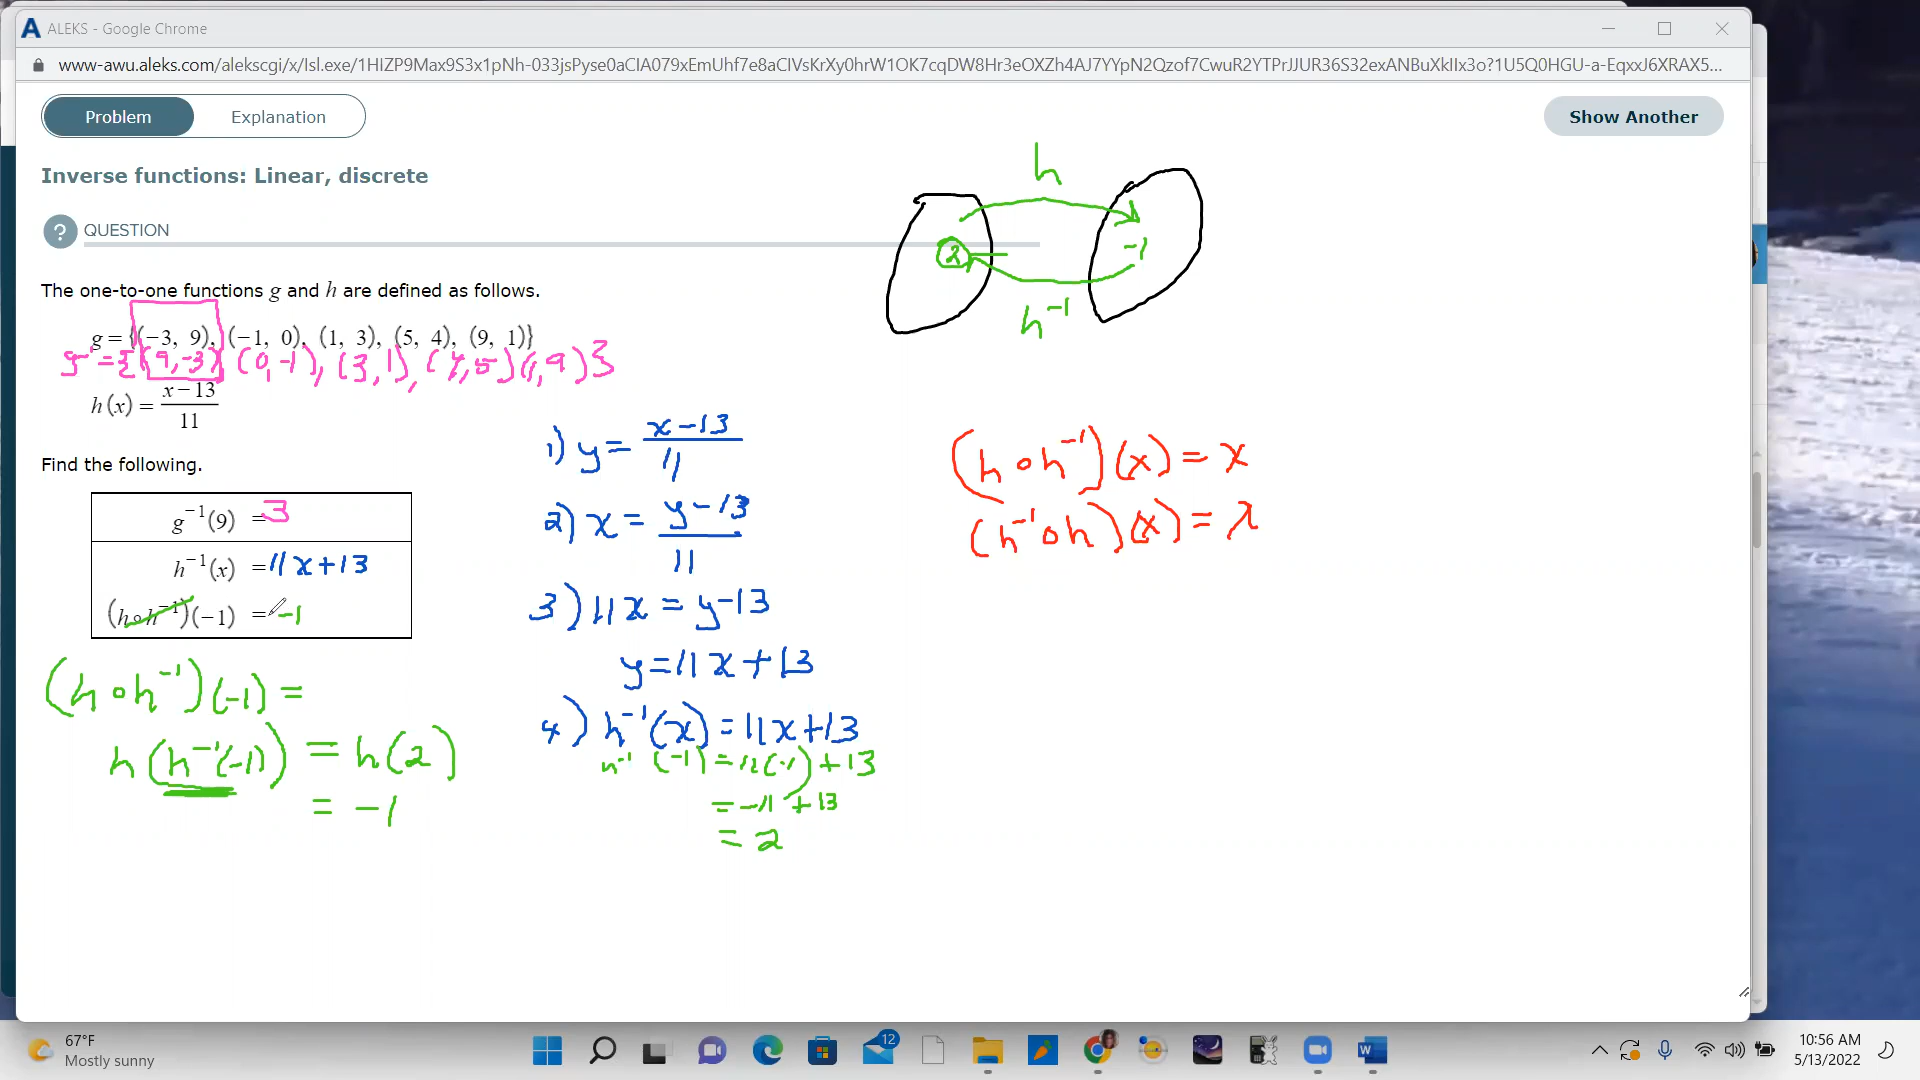 ALEKS - Google Chrome
www-awu.aleks.com/alekscgi/x/Isl.exe/1HIZP9Max9S3x1pNh-033jsPyse0aCIA079xEmUhf7e8aCIVsKrXy0hrW1OK7cqDW8Hr3eOXZh4AJ7YYpN2Qzof7CwuR2YTPrJJUR36S32exANBuXkIIx3o?1U5Q0HGU-a-EqxxJ6XRAX5...
Problem
Explanation
Show Another
Inverse functions: Linear, discrete
? QUESTION
h
2
-1
h⁻¹
The one-to-one functions g and h are defined as follows.
g = {(−3, 9), (−1, 0), (1, 3), (5, 4), (9, 1)}
g⁻¹ = {(9, -3), (0, -1), (3, 1), (4, 5) (1, 9)}
h(x) = x − 13 / 11
Find the following.
g⁻¹(9) = 3
h⁻¹(x) = 11x+13
(h∘h⁻¹)(−1) = -1
(h∘h⁻¹)(-1) =
h(h⁻¹(-1)) = h(2)
= -1
1) y = x-13 / 11
2) x = y-13 / 11
3) 11x = y-13
y = 11x+13
4) h⁻¹(x) = 11x+13
h⁻¹(-1) = 11(-1)+13
= -11+13
= 2
(h∘h⁻¹)(x) = x
(h⁻¹∘h)(x) = x
67°F
Mostly sunny
12
10:56 AM
5/13/2022